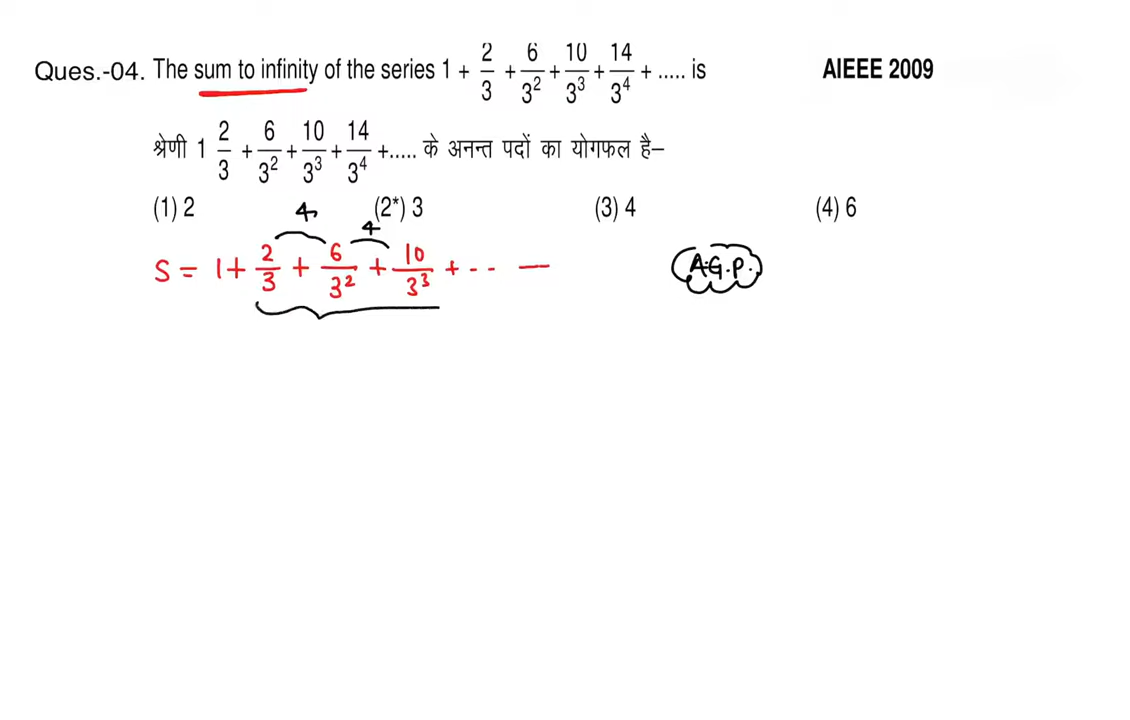 Ques.-04. The sum to infinity of the series 1 + 2/3 + 6/3² + 10/3³ + 14/3⁴ + ..... is AIEEE 2009
श्रेणी 1 2/3 + 6/3² + 10/3³ + 14/3⁴ +..... के अनन्त पदों का योगफल है–
(1) 2 (2*) 3 (3) 4 (4) 6
4 4
S = 1 + 2/3 + 6/3² + 10/3³ + -- — A.G.P.